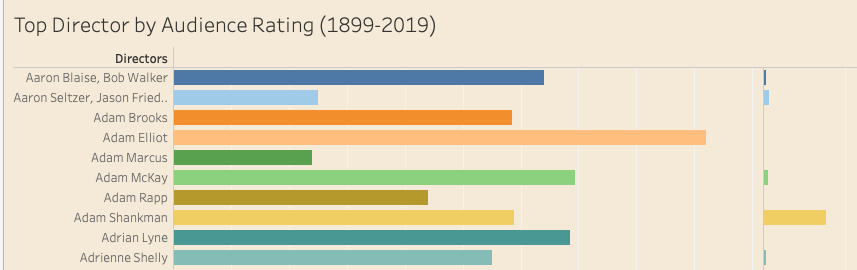 Top Director by Audience Rating (1899-2019)
Directors
Aaron Blaise, Bob Walker
Aaron Seltzer, Jason Fried..
Adam Brooks
Adam Elliot
Adam Marcus
Adam McKay
Adam Rapp
Adam Shankman
Adrian Lyne
Adrienne Shelly